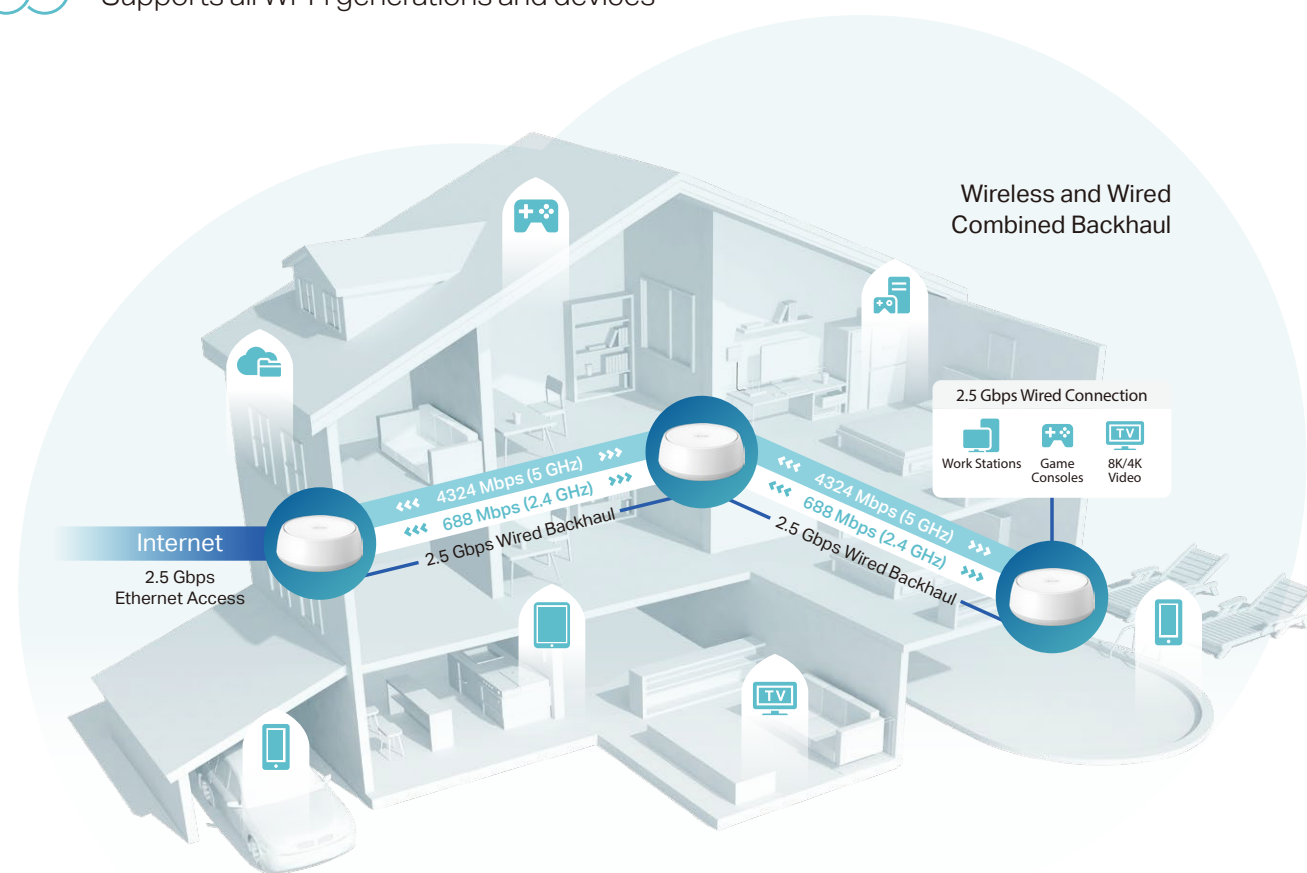 Supports all Wi-Fi generations and devices
Wireless and Wired
Combined Backhaul
2.5 Gbps Wired Connection
Work Stations
Game
Consoles
TV
8K/4K
Video
4324 Mbps (5 GHz)
688 Mbps (2.4 GHz)
2.5 Gbps Wired Backhaul
4324 Mbps (5 GHz)
688 Mbps (2.4 GHz)
2.5 Gbps Wired Backhaul
Internet
2.5 Gbps
Ethernet Access
TV